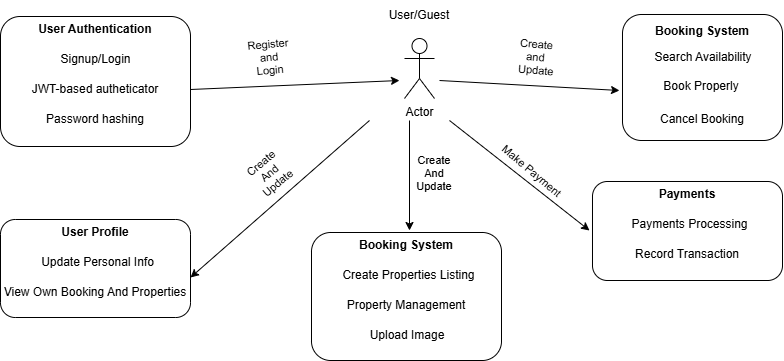 User Authentication
Signup/Login
JWT-based autheticator
Password hashing
Register
and
Login
User/Guest
Actor
Create
and
Update
Booking System
Search Availability
Book Properly
Cancel Booking
Create
And
Update
Create
And
Update
Make Payment
User Profile
Update Personal Info
View Own Booking And Properties
Booking System
Create Properties Listing
Property Management
Upload Image
Payments
Payments Processing
Record Transaction